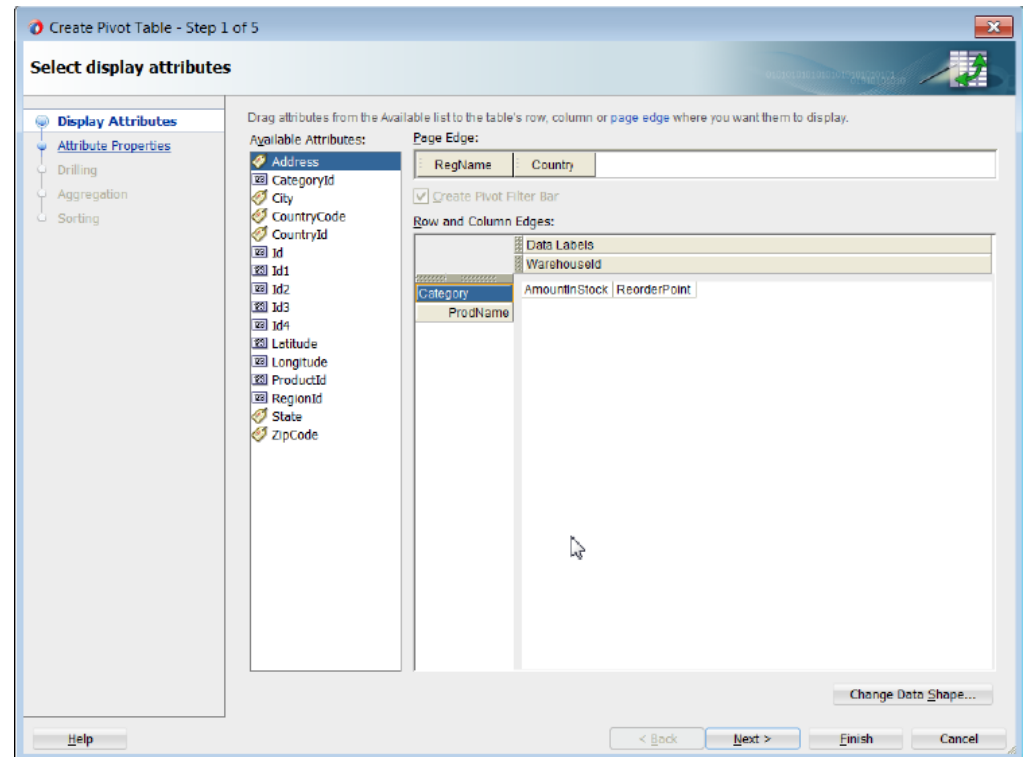 Create Pivot Table - Step 1 of 5
Select display attributes
Display Attributes
Attribute Properties
Drilling
Aggregation
Sorting
Drag attributes from the Available list to the table's row, column or page edge where you want them to display.
Available Attributes:
Address
CategoryId
City
CountryCode
CountryId
Id
Id1
Id2
Id3
Id4
Latitude
Longitude
ProductId
RegionId
State
ZipCode
Page Edge:
RegName Country
Create Pivot Filter Bar
Row and Column Edges:
Data Labels
WarehouseId
Category AmountInStock ReorderPoint
ProdName
Change Data Shape...
Help < Back Next > Finish Cancel